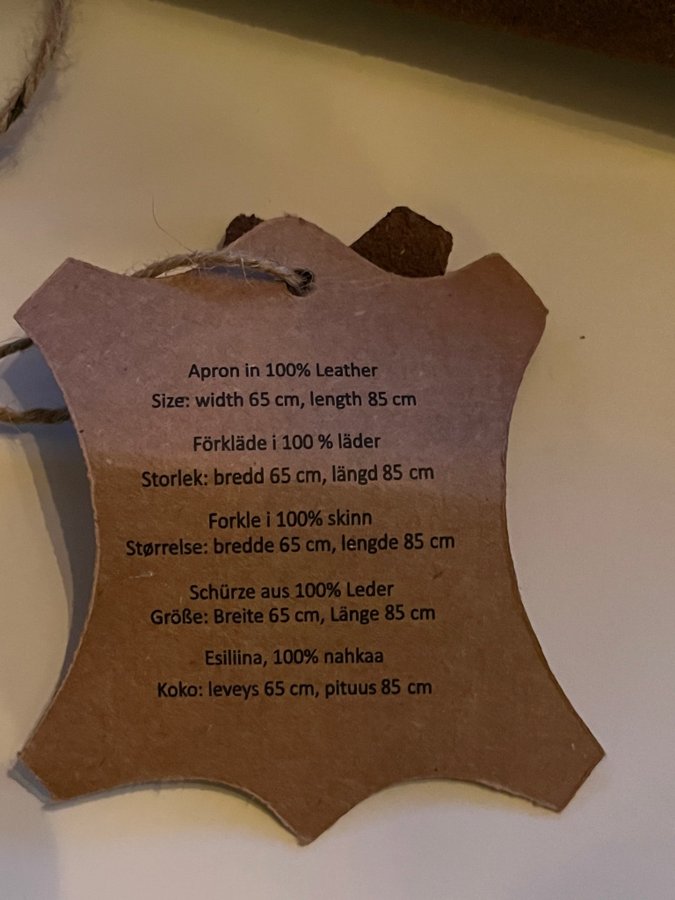 Apron in 100% Leather
Size: width 65 cm, length 85 cm
Förkläde i 100 % läder
Storlek: bredd 65 cm, längd 85 cm
Forkle i 100% skinn
Størrelse: bredde 65 cm, lengde 85 cm
Schürze aus 100% Leder
Größe: Breite 65 cm, Länge 85 cm
Esiliina, 100% nahkaa
Koko: leveys 65 cm, pituus 85 cm